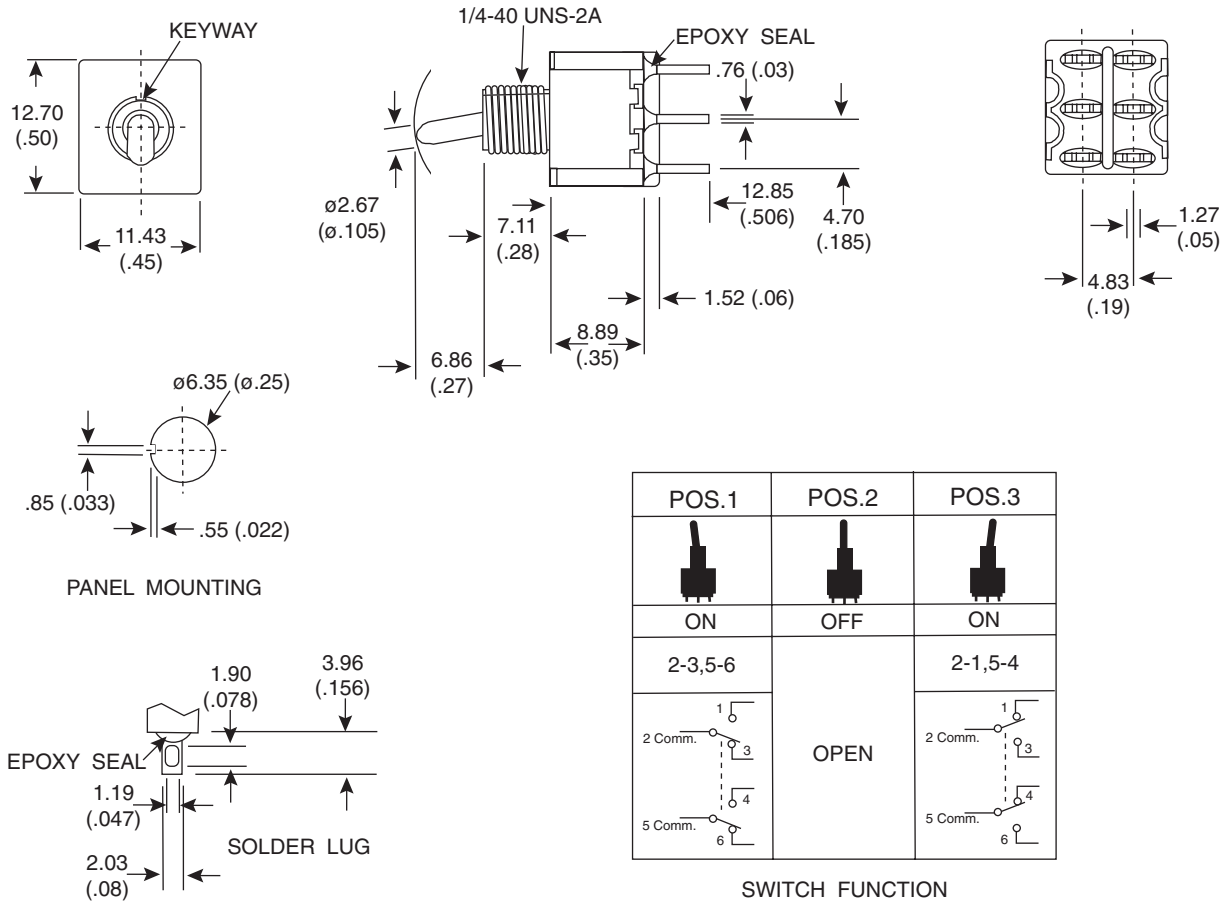 KEYWAY
12.70
(.50)
11.43
(.45)
1/4-40 UNS-2A
EPOXY SEAL
.76 (.03)
ø2.67
(ø.105)
7.11
(.28)
12.85
(.506)
4.70
(.185)
1.52 (.06)
8.89
(.35)
6.86
(.27)
1.27
(.05)
4.83
(.19)
ø6.35 (ø.25)
.85 (.033)
.55 (.022)
PANEL MOUNTING
1.90
(.078)
3.96
(.156)
EPOXY SEAL
1.19
(.047)
SOLDER LUG
2.03
(.08)
POS.1 POS.2 POS.3
ON OFF ON
2-3,5-6 2-1,5-4
1
2 Comm.
3
4
5 Comm.
6
OPEN
1
2 Comm.
3
4
5 Comm.
6
SWITCH FUNCTION